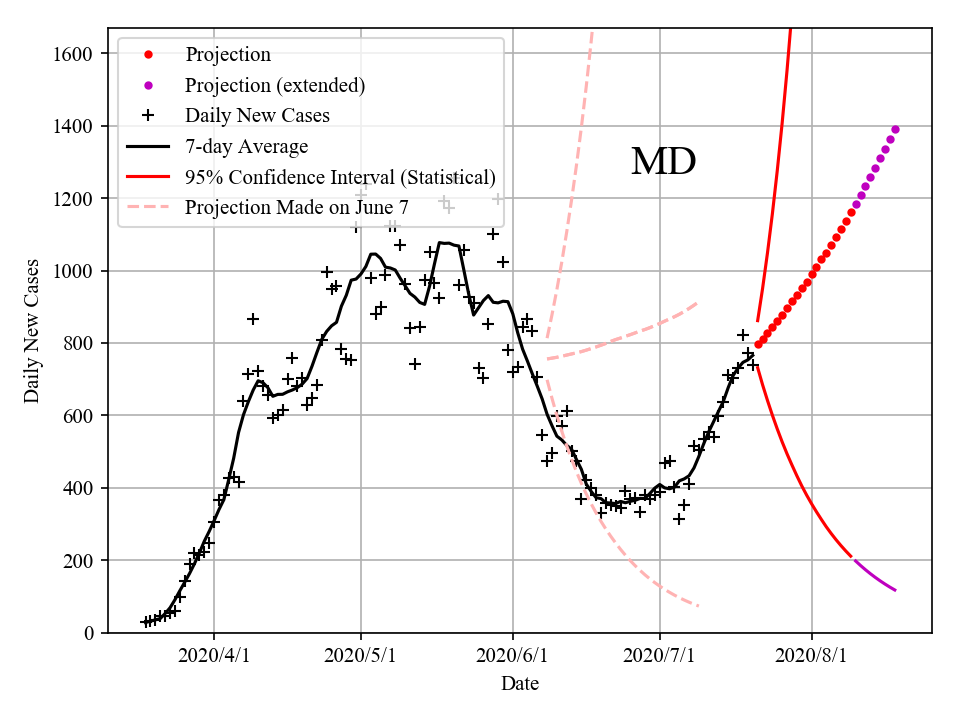 1600
1400
1200
1000
800
600
400
200
0
Daily New Cases
Projection
Projection (extended)
Daily New Cases
7-day Average
95% Confidence Interval (Statistical)
Projection Made on June 7
MD
2020/4/1
2020/5/1
2020/6/1
2020/7/1
2020/8/1
Date